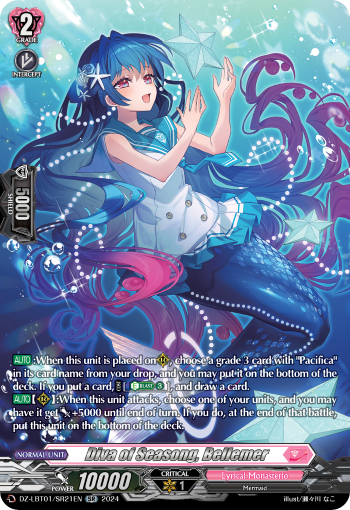 2
GRADE
INTERCEPT
5000
SHIELD
AUTO:When this unit is placed on R, choose a grade 3 card with "Pacifica"
in its card name from your drop, and you may put it on the bottom of the
deck. If you put a card, [E-BLAST 3], and draw a card.
AUTO[R]:When this unit attacks, choose one of your units, and you may
have it get +5000 until end of turn. If you do, at the end of that battle,
put this unit on the bottom of the deck.
NORMAL UNIT
Diva of Seasong, Bellemer
POWER 10000
CRITICAL 1
Lyrical Monasterio
Mermaid
D DZ-LBT01/SR21EN SR 2024
illust/瀬々川 なこ